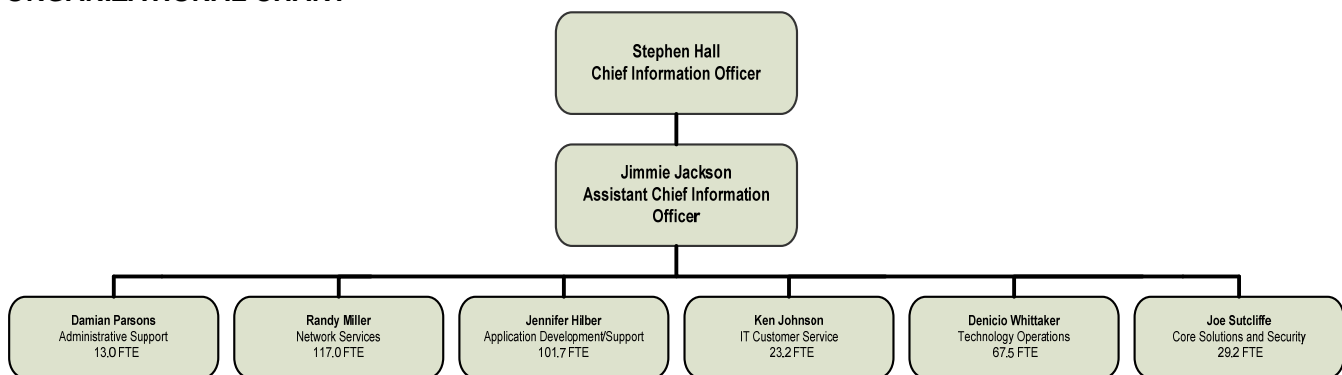 ORGANIZATIONAL CHART
Stephen Hall
Chief Information Officer
Jimmie Jackson
Assistant Chief Information
Officer
Damian Parsons
Administrative Support
13.0 FTE
Randy Miller
Network Services
117.0 FTE
Jennifer Hilber
Application Development/Support
101.7 FTE
Ken Johnson
IT Customer Service
23.2 FTE
Denicio Whittaker
Technology Operations
67.5 FTE
Joe Sutcliffe
Core Solutions and Security
29.2 FTE